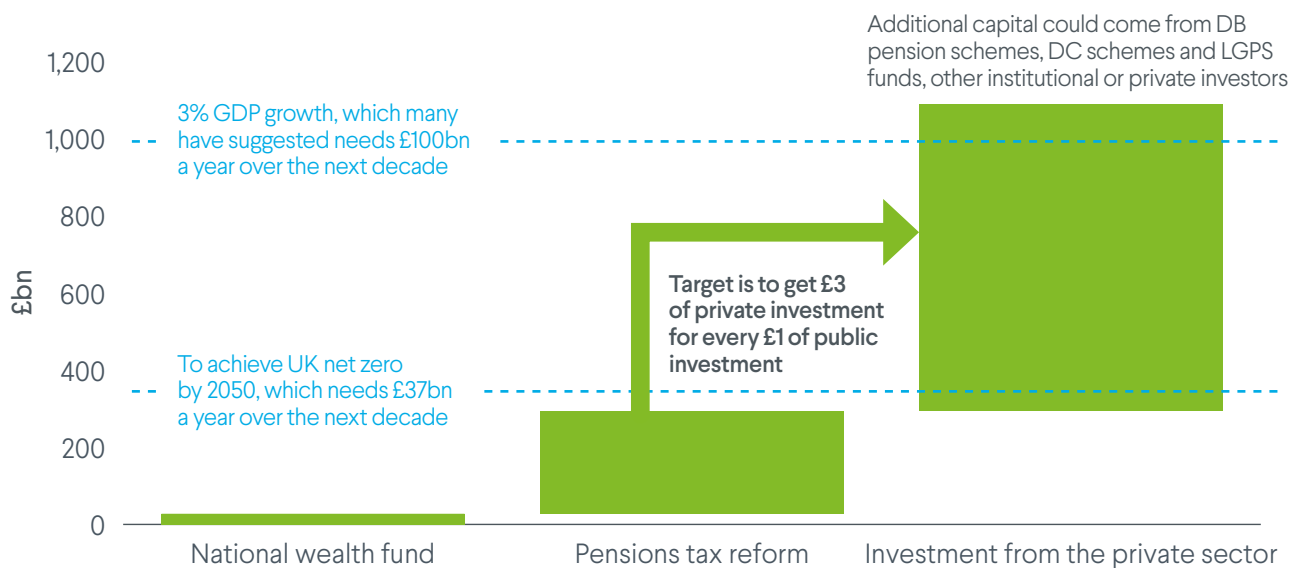 Additional capital could come from DB
pension schemes, DC schemes and LGPS
funds, other institutional or private investors
1,200
3% GDP growth, which many
have suggested needs £100bn
a year over the next decade
1,000
800
£bn
600
Target is to get £3
of private investment
for every £1 of public
investment
To achieve UK net zero
by 2050, which needs £37bn
a year over the next decade
400
200
0
National wealth fund
Pensions tax reform
Investment from the private sector